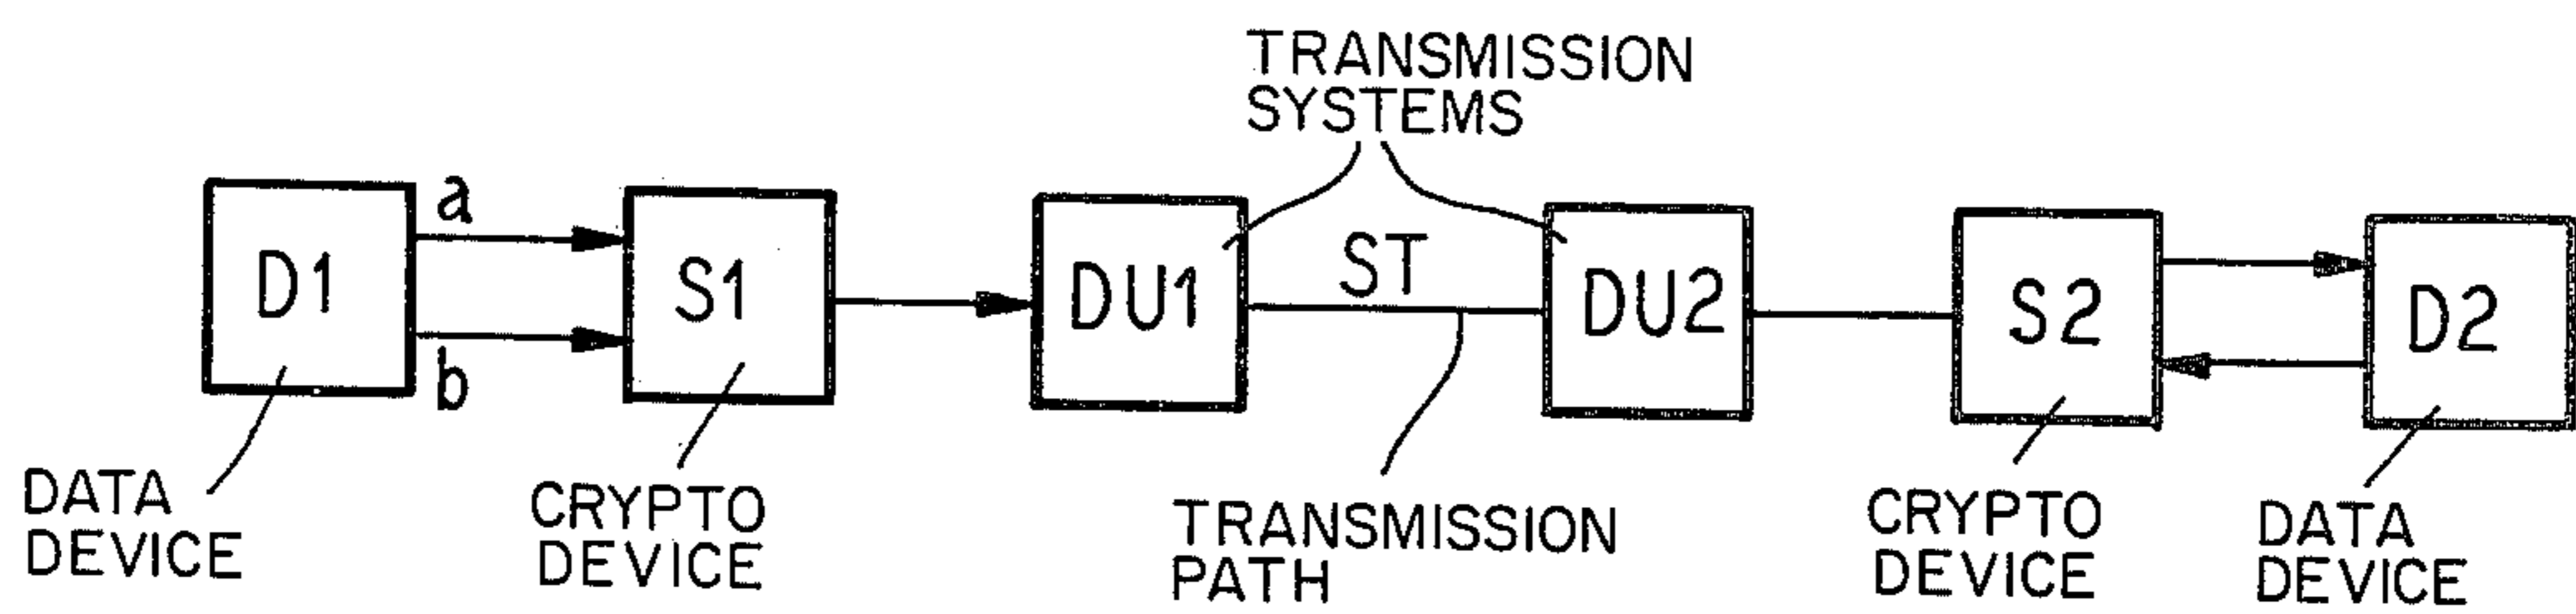 TRANSMISSION
SYSTEMS
D1
a
b
S1
DU1
ST
DU2
S2
D2
DATA
DEVICE
CRYPTO
DEVICE
TRANSMISSION
PATH
CRYPTO
DEVICE
DATA
DEVICE